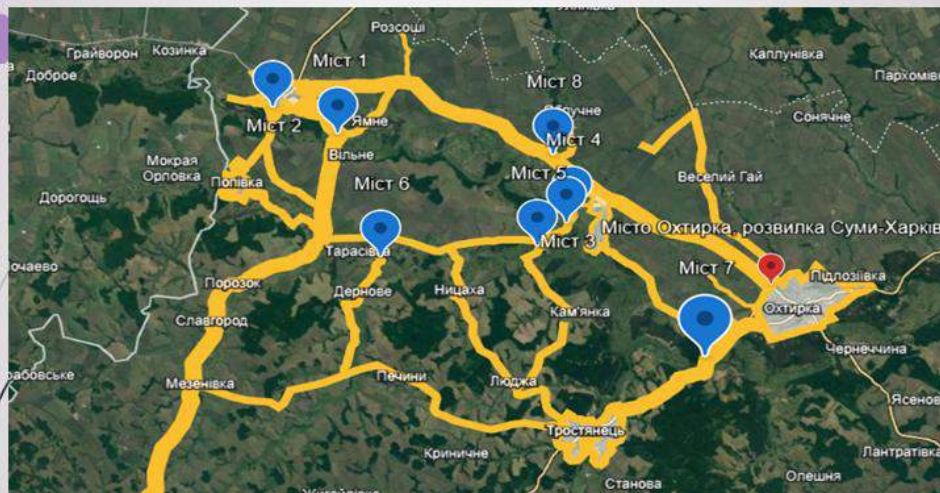 Розсоші
Грайворон
Козинка
Доброе
Міст 1
Міст 8
Каплунівка
Пархомів
Сонячне
Міст 2
Ямне
Вільне
Міст 4
Мокрая
Орловка
Попівка
Міст 6
Міст 5
Веселий Гай
Дорогощь
Міст 3
Місто Охтирка, розвилка Суми-Харків
Тарасівка
Міст 7
Підлозіївка
Порозок
Дернове
Ницаха
Охтирка
Славгород
Кам'янка
Чернеччина
Мезенівка
Печини
Люджа
Тростянець
Криничне
Лантратівка
Олешня
Станова